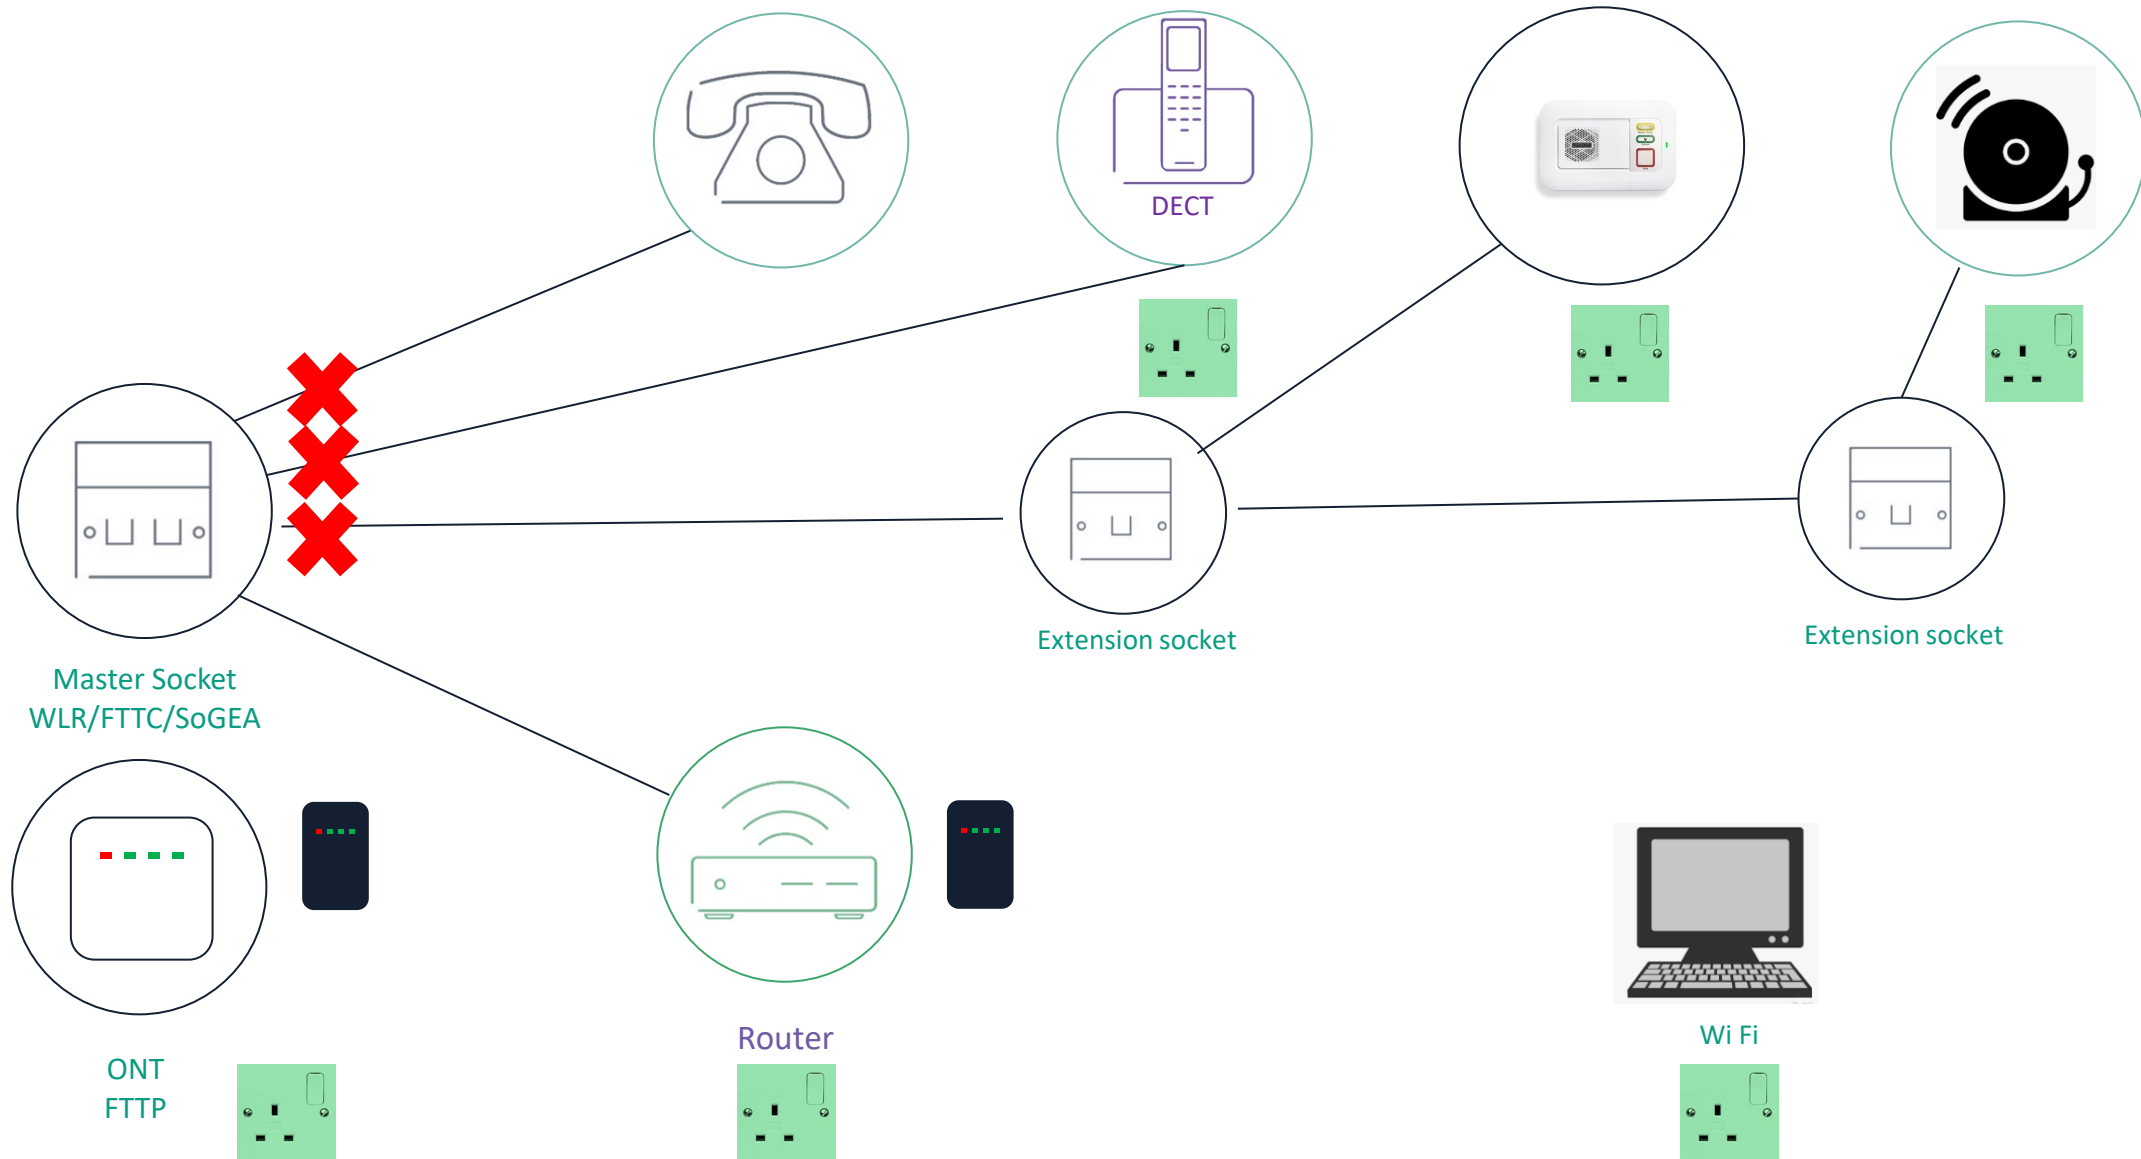 DECT
Extension socket
Extension socket
Master Socket
WLR/FTTC/SoGEA
Router
Wi Fi
ONT
FTTP